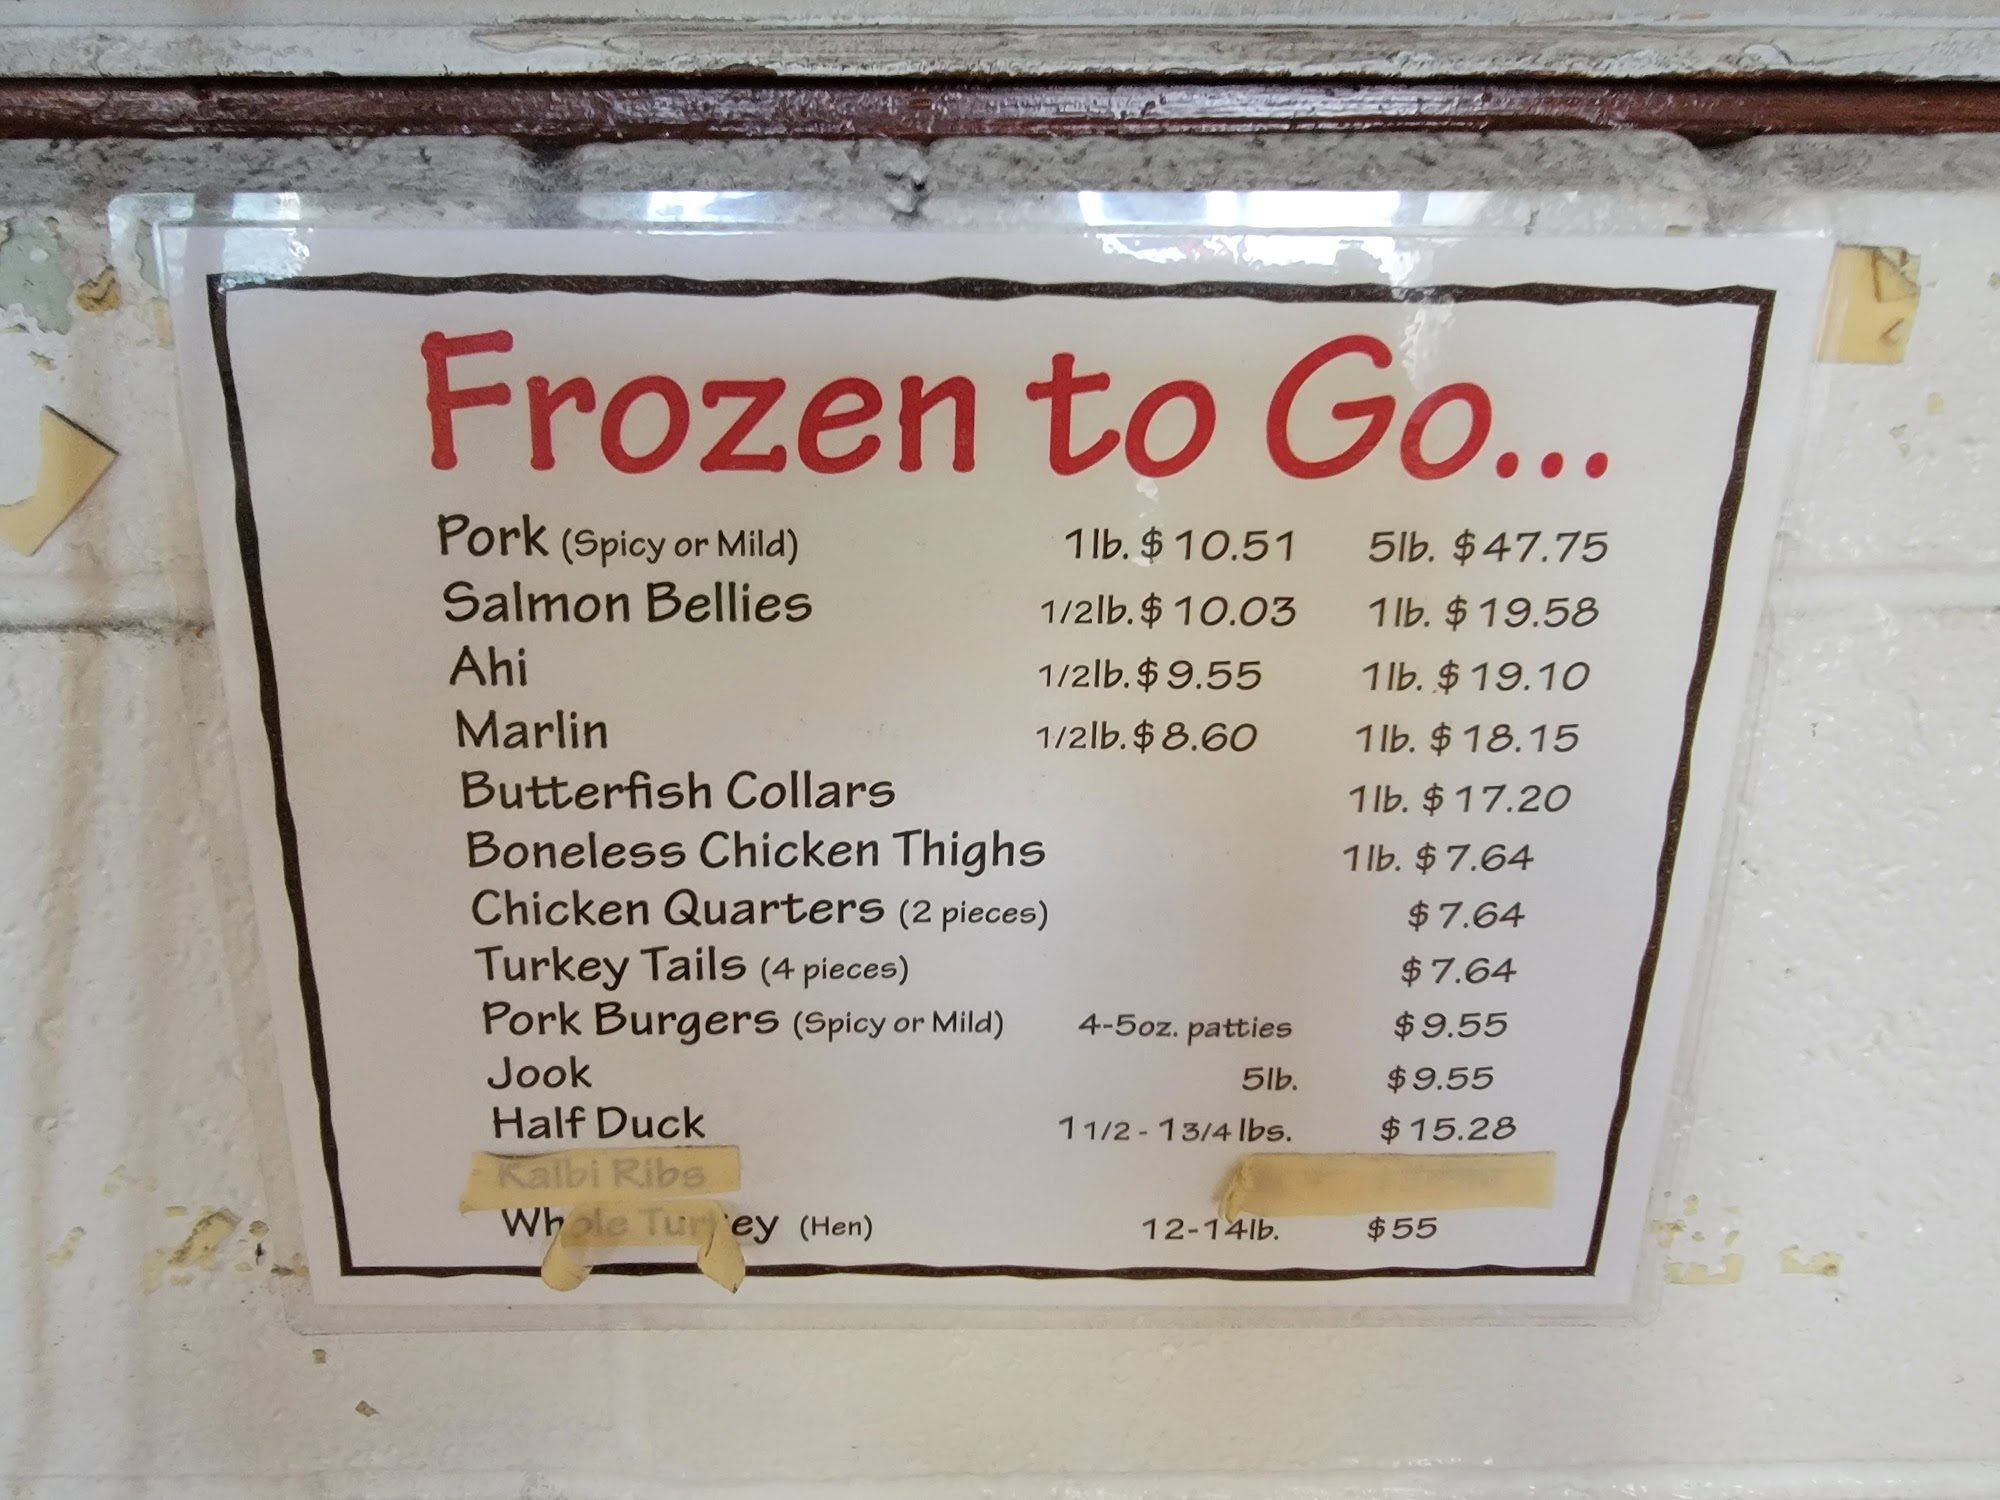 Frozen to Go...
Pork (Spicy or Mild) 1lb. $10.51 5lb. $47.75
Salmon Bellies 1/2lb. $10.03 1lb. $19.58
Ahi 1/2lb. $9.55 1lb. $19.10
Marlin 1/2lb. $8.60 1lb. $18.15
Butterfish Collars 1lb. $17.20
Boneless Chicken Thighs 1lb. $7.64
Chicken Quarters (2 pieces) $7.64
Turkey Tails (4 pieces) $7.64
Pork Burgers (Spicy or Mild) 4-5oz. patties $9.55
Jook 5lb. $9.55
Half Duck 1 1/2 - 1 3/4 lbs. $15.28
Kalbi Ribs
Whole Turkey (Hen) 12-14lb. $55